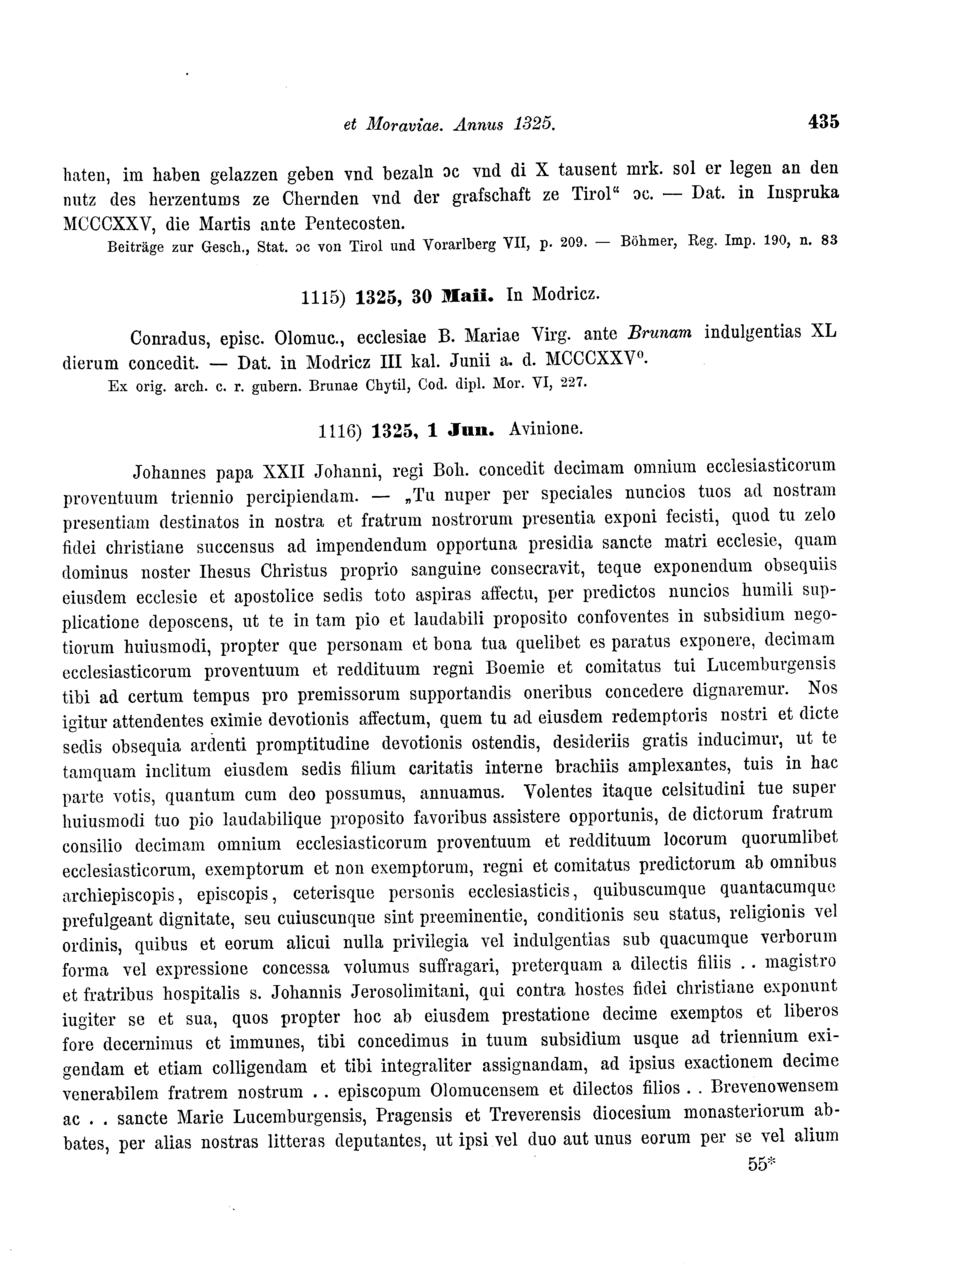 et Moraviae. Annus 1325. 435
haten, im haben gelazzen geben vnd bezaln ɔc vnd di X tausent mrk. sol er legen an den
nutz des herzentums ze Chernden vnd der grafschaft ze Tirol“ ɔc. — Dat. in Inspruka
MCCCXXV, die Martis ante Pentecosten.
Beiträge zur Gesch., Stat. ɔc von Tirol und Vorarlberg VII, p. 209. — Böhmer, Reg. Imp. 190, n. 83
1115) 1325, 30 Maii. In Modricz.
Conradus, episc. Olomuc., ecclesiae B. Mariae Virg. ante Brunam indulgentias XL
dierum concedit. — Dat. in Modricz III kal. Junii a. d. MCCCXXV⁰.
Ex orig. arch. c. r. gubern. Brunae Chytil, Cod. dipl. Mor. VI, 227.
1116) 1325, 1 Jun. Avinione.
Johannes papa XXII Johanni, regi Boh. concedit decimam omnium ecclesiasticorum
proventuum triennio percipiendam. — „Tu nuper per speciales nuncios tuos ad nostram
presentiam destinatos in nostra et fratrum nostrorum presentia exponi fecisti, quod tu zelo
fidei christiane succensus ad impendendum opportuna presidia sancte matri ecclesie, quam
dominus noster Ihesus Christus proprio sanguine consecravit, teque exponendum obsequiis
eiusdem ecclesie et apostolice sedis toto aspiras affectu, per predictos nuncios humili sup-
plicatione deposcens, ut te in tam pio et laudabili proposito confoventes in subsidium nego-
tiorum huiusmodi, propter que personam et bona tua quelibet es paratus exponere, decimam
ecclesiasticorum proventuum et reddituum regni Boemie et comitatus tui Lucemburgensis
tibi ad certum tempus pro premissorum supportandis oneribus concedere dignaremur. Nos
igitur attendentes eximie devotionis affectum, quem tu ad eiusdem redemptoris nostri et dicte
sedis obsequia ardenti promptitudine devotionis ostendis, desideriis gratis inducimur, ut te
tamquam inclitum eiusdem sedis filium caritatis interne brachiis amplexantes, tuis in hac
parte votis, quantum cum deo possumus, annuamus. Volentes itaque celsitudini tue super
huiusmodi tuo pio laudabilique proposito favoribus assistere opportunis, de dictorum fratrum
consilio decimam omnium ecclesiasticorum proventuum et reddituum locorum quorumlibet
ecclesiasticorum, exemptorum et non exemptorum, regni et comitatus predictorum ab omnibus
archiepiscopis, episcopis, ceterisque personis ecclesiasticis, quibuscumque quantacumque
prefulgeant dignitate, seu cuiuscunque sint preeminentie, conditionis seu status, religionis vel
ordinis, quibus et eorum alicui nulla privilegia vel indulgentias sub quacumque verborum
forma vel expressione concessa volumus suffragari, preterquam a dilectis filiis . . magistro
et fratribus hospitalis s. Johannis Jerosolimitani, qui contra hostes fidei christiane exponunt
iugiter se et sua, quos propter hoc ab eiusdem prestatione decime exemptos et liberos
fore decernimus et immunes, tibi concedimus in tuum subsidium usque ad triennium exi-
gendam et etiam colligendam et tibi integraliter assignandam, ad ipsius exactionem decime
venerabilem fratrem nostrum . . episcopum Olomucensem et dilectos filios . . Brevenowensem
ac . . sancte Marie Lucemburgensis, Pragensis et Treverensis diocesium monasteriorum ab-
bates, per alias nostras litteras deputantes, ut ipsi vel duo aut unus eorum per se vel alium
55*